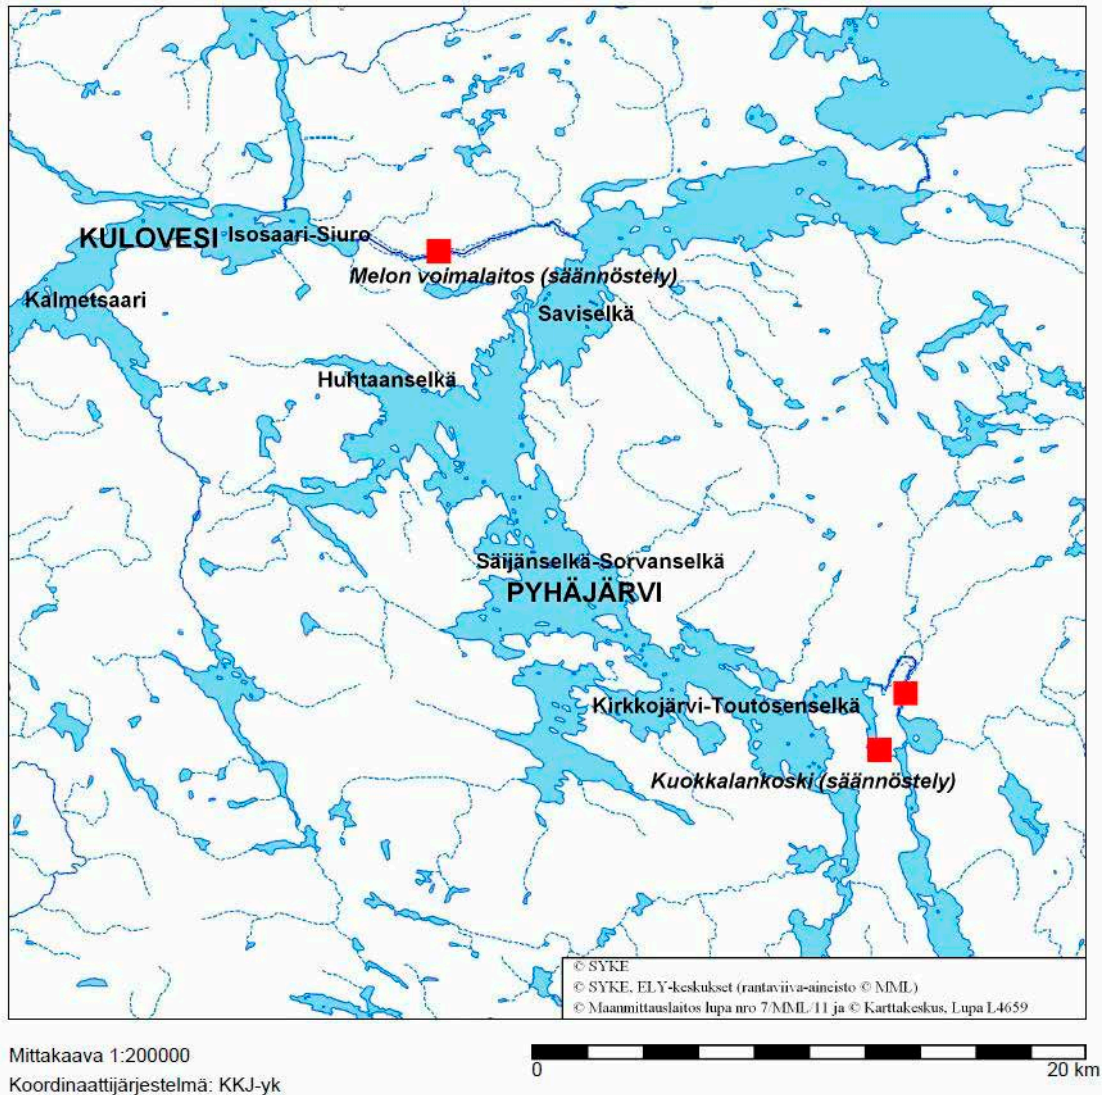 KULOVESI
Isosaari-Siuro
Melon voimalaitos (säännöstely)
Kalmetsaari
Saviselkä
Huhtaanselkä
Säijänselkä-Sorvanselkä
PYHÄJÄRVI
Kirkkojärvi-Toutosenselkä
Kuokkalankoski (säännöstely)
© SYKE
© SYKE, ELY-keskukset (rantaviiva-aineisto © MML)
© Maanmittauslaitos lupa nro 7/MML/11 ja © Karttakeskus, Lupa L4659
Mittakaava 1:200000
0 20 km
Koordinaattijärjestelmä: KKJ-yk